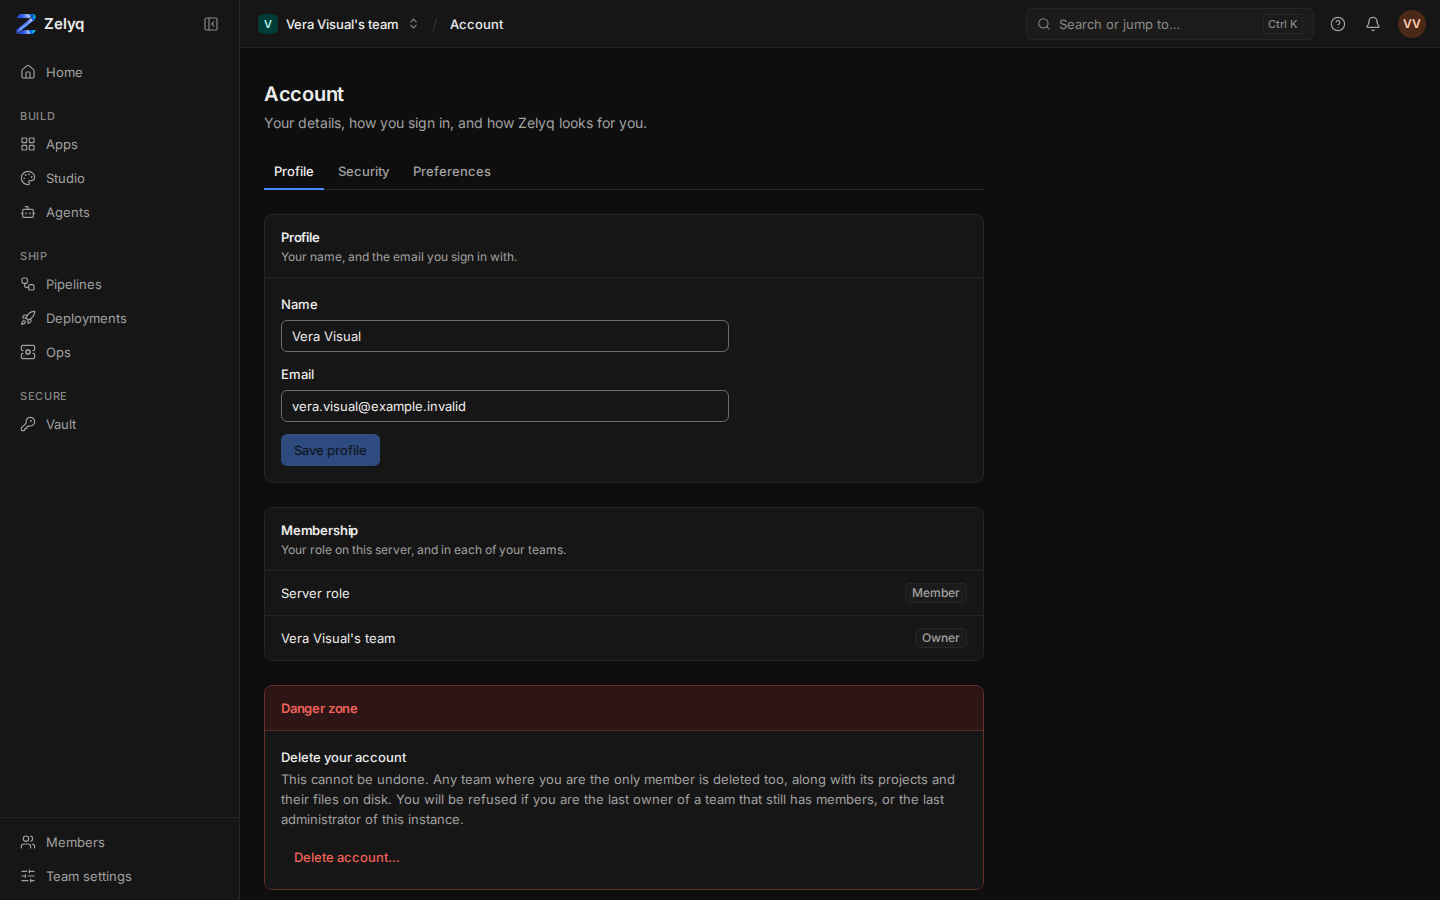 Zelyq
V
Vera Visual's team
/
Account
Search or jump to...
Ctrl K
VV
Home
BUILD
Apps
Studio
Agents
SHIP
Pipelines
Deployments
Ops
SECURE
Vault
Members
Team settings
Account
Your details, how you sign in, and how Zelyq looks for you.
Profile
Security
Preferences
Profile
Your name, and the email you sign in with.
Name
Vera Visual
Email
vera.visual@example.invalid
Save profile
Membership
Your role on this server, and in each of your teams.
Server role
Member
Vera Visual's team
Owner
Danger zone
Delete your account
This cannot be undone. Any team where you are the only member is deleted too, along with its projects and
their files on disk. You will be refused if you are the last owner of a team that still has members, or the last
administrator of this instance.
Delete account...